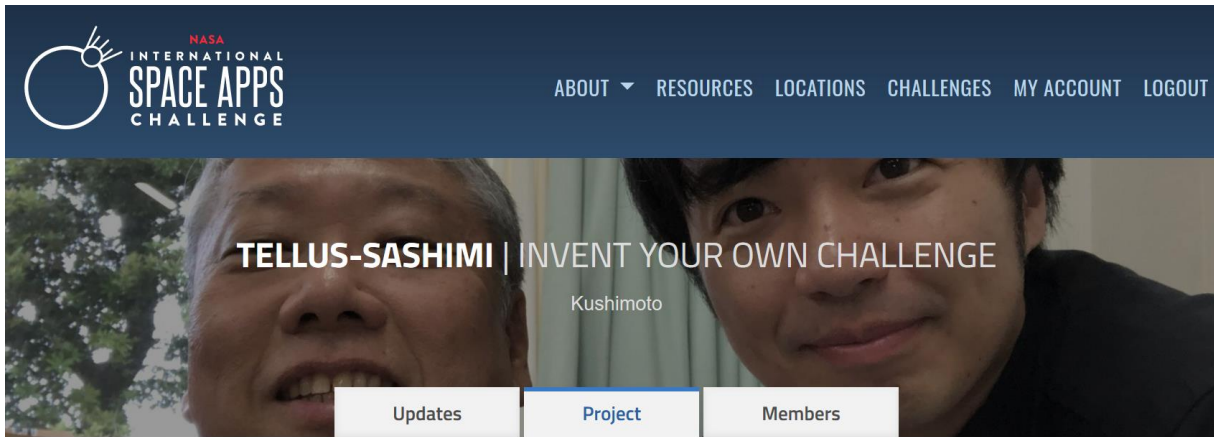 NASA
INTERNATIONAL
SPACE APPS
CHALLENGE
ABOUT RESOURCES LOCATIONS CHALLENGES MY ACCOUNT LOGOUT
TELLUS-SASHIMI | INVENT YOUR OWN CHALLENGE
Kushimoto
Updates Project Members